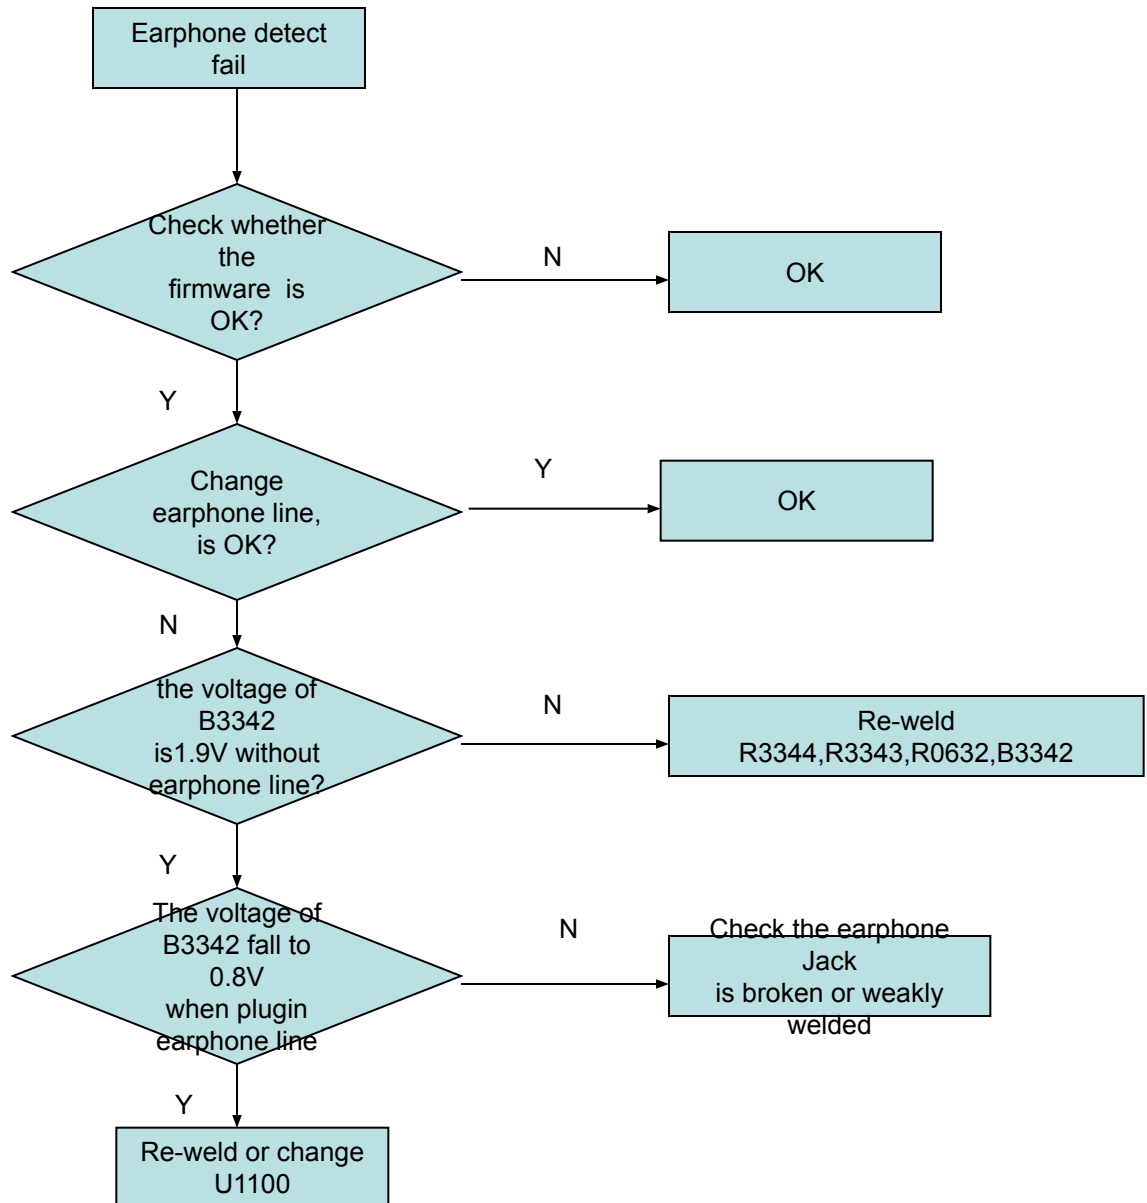 Earphone detect
fail
Check whether
the
firmware  is
OK?
N
OK
Y
Change
earphone line,
is OK?
Y
OK
N
the voltage of
B3342
is1.9V without
earphone line?
N
Re-weld
R3344,R3343,R0632,B3342
Y
The voltage of
B3342 fall to
0.8V
when plugin
earphone line
N
Check the earphone
Jack
is broken or weakly
welded
Y
Re-weld or change
U1100